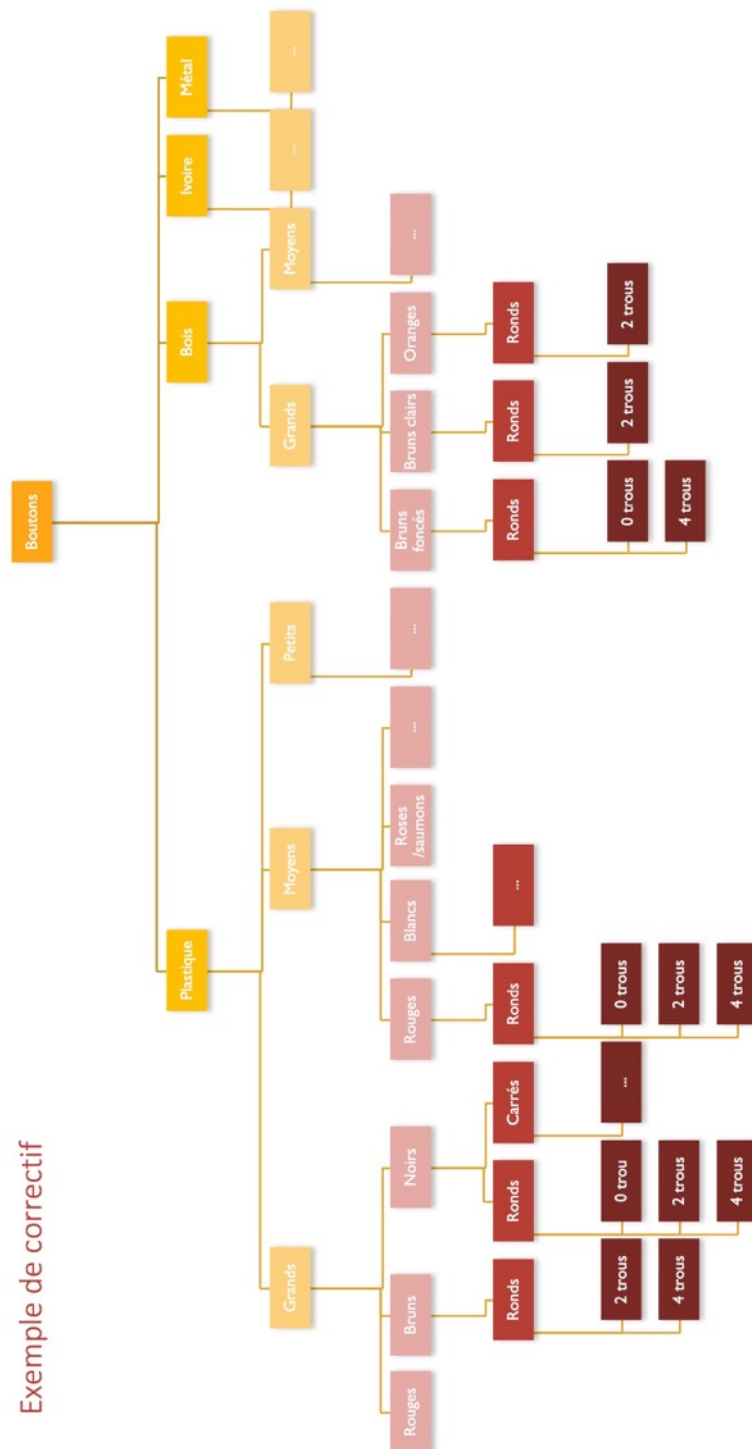 Exemple de correctif
Boutons
Plastique
Bois
Ivoire
Métal
Grands
Moyens
Petits
Grands
Moyens
...
...
Rouges
Bruns
Noirs
Rouges
Blancs
Roses
/saumons
...
...
Bruns
foncés
Bruns clairs
Oranges
...
Ronds
Ronds
Carrés
Ronds
...
Ronds
Ronds
Ronds
2 trous
4 trous
0 trou
2 trous
4 trous
...
0 trous
2 trous
4 trous
0 trous
4 trous
2 trous
2 trous